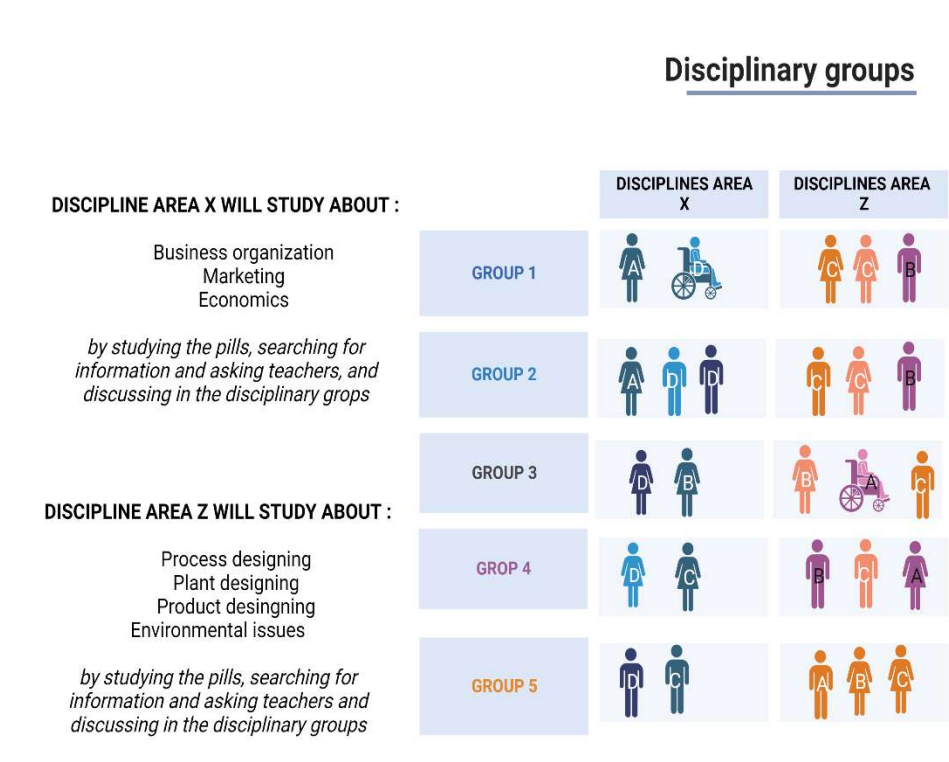 Disciplinary groups
DISCIPLINES AREA
X
DISCIPLINES AREA
Z
DISCIPLINE AREA X WILL STUDY ABOUT :
Business organization
Marketing
Economics
by studying the pills, searching for
information and asking teachers, and
discussing in the disciplinary grops
DISCIPLINE AREA Z WILL STUDY ABOUT :
Process designing
Plant designing
Product desingning
Environmental issues
by studying the pills, searching for
information and asking teachers and
discussing in the disciplinary groups
GROUP 1
A D C C B
GROUP 2
A D D C C B
GROUP 3
D B B A C
GROP 4
D C B C A
GROUP 5
D C A B C